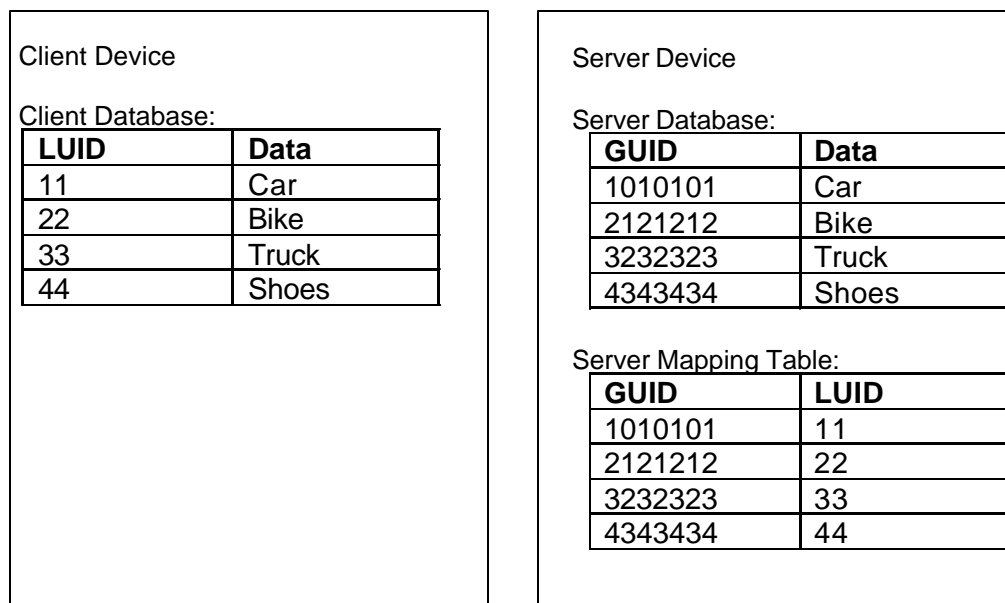 Client Device
Client Database:
LUID Data
11 Car
22 Bike
33 Truck
44 Shoes
Server Device
Server Database:
GUID Data
1010101 Car
2121212 Bike
3232323 Truck
4343434 Shoes
Server Mapping Table:
GUID LUID
1010101 11
2121212 22
3232323 33
4343434 44